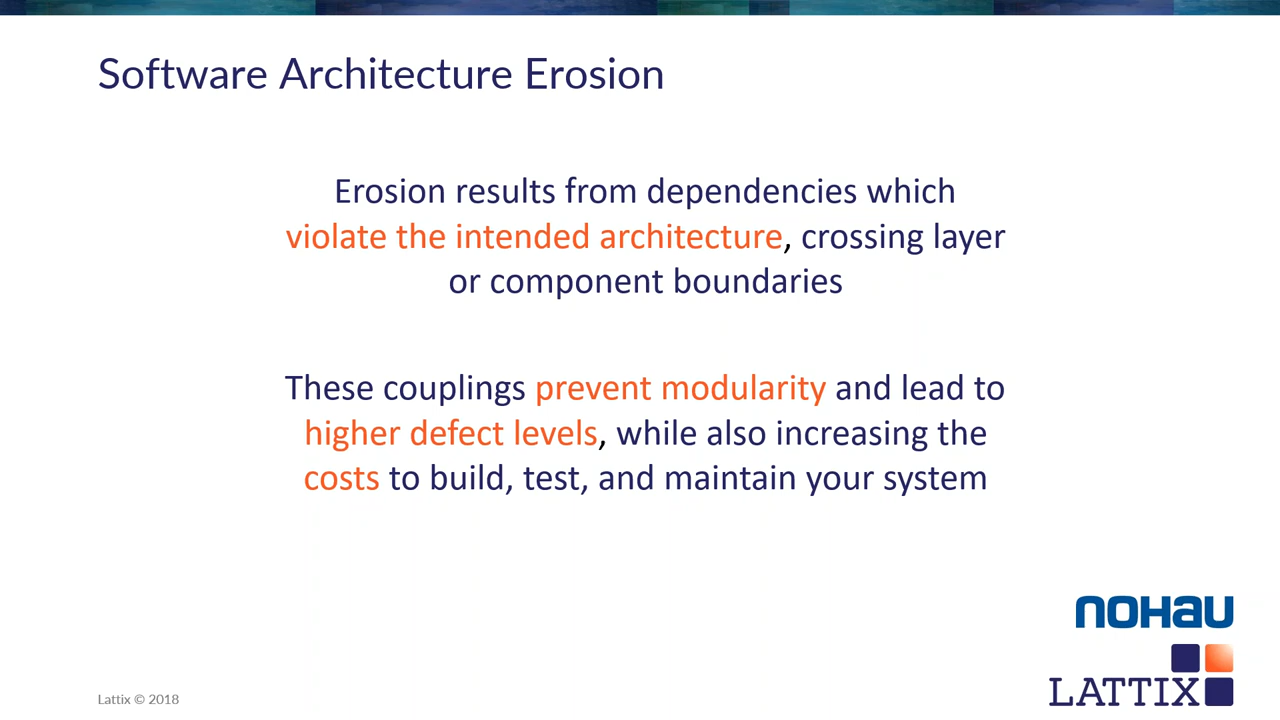 Software Architecture Erosion
Erosion results from dependencies which
violate the intended architecture, crossing layer
or component boundaries
These couplings prevent modularity and lead to
higher defect levels, while also increasing the
costs to build, test, and maintain your system
noHau
LATTIX
Lattix © 2018